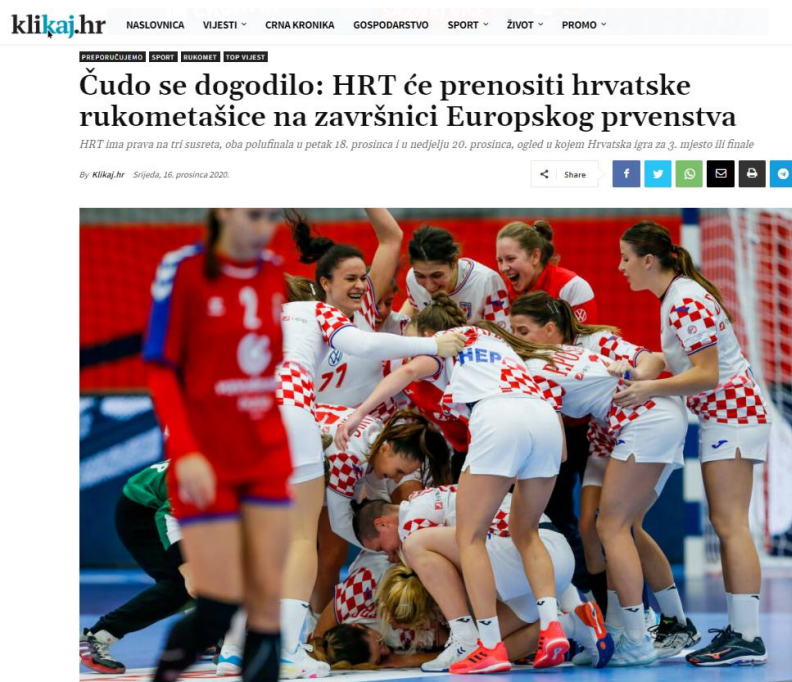 klikaj.hr
NASLOVNICA VIJESTI CRNA KRONIKA GOSPODARSTVO SPORT ŽIVOT PROMO
PREPORUČUJEMO SPORT RUKOMET TOP VIJEST
Čudo se dogodilo: HRT će prenositi hrvatske
rukometašice na završnici Europskog prvenstva
HRT ima prava na tri susreta, oba polufinala u petak 18. prosinca i u nedjelju 20. prosinca, ogled u kojem Hrvatska igra za 3. mjesto ili finale
By Klikaj.hr Srijeda, 16. prosinca 2020.
Share
2
77
HEP